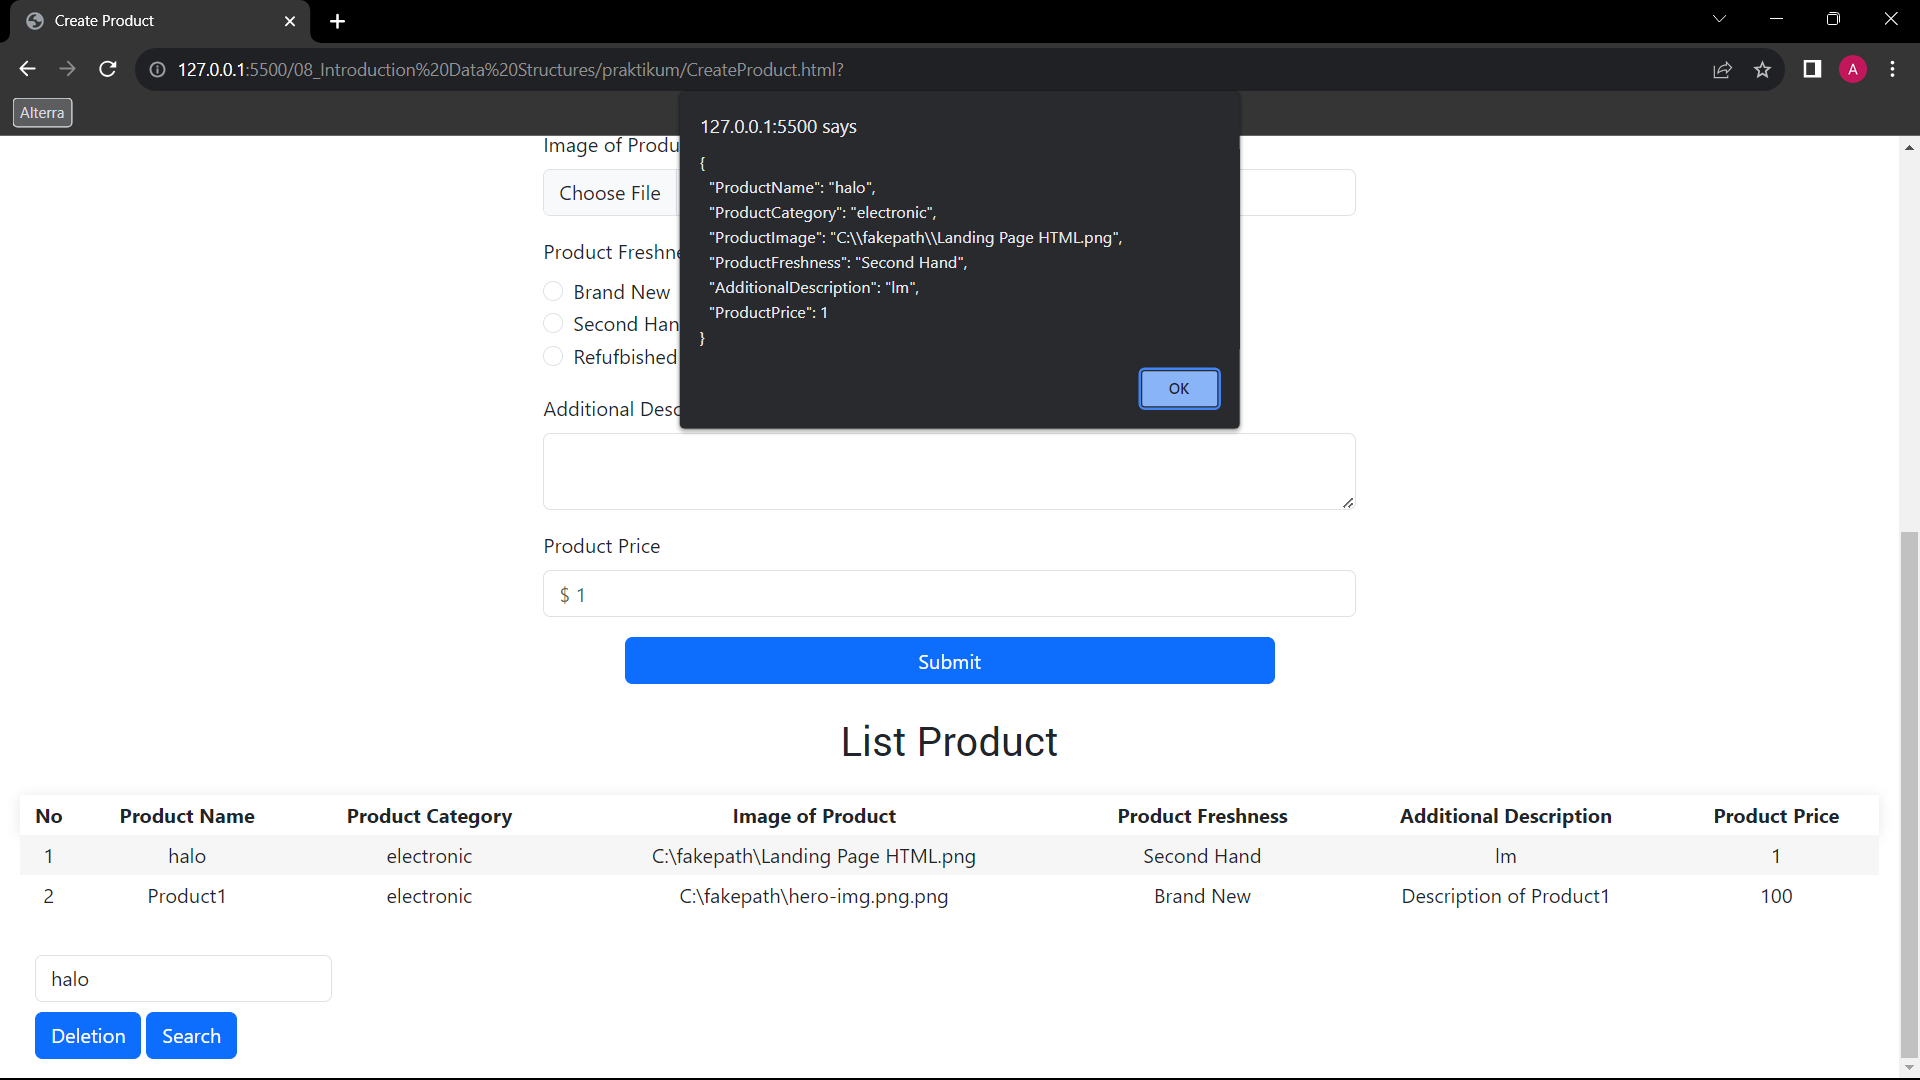 Create Product
127.0.0.1:5500/08_Introduction%20Data%20Structures/praktikum/CreateProduct.html?
A
Alterra
127.0.0.1:5500 says
{
"ProductName": "halo",
"ProductCategory": "electronic",
"ProductImage": "C:\\fakepath\\Landing Page HTML.png",
"ProductFreshness": "Second Hand",
"AdditionalDescription": "lm",
"ProductPrice": 1
}
OK
Image of Produ
Choose File
Product Freshne
Brand New
Second Han
Refufbished
Additional Desc
Product Price
$ 1
Submit
List Product
No Product Name Product Category Image of Product Product Freshness Additional Description Product Price
1 halo electronic C:\fakepath\Landing Page HTML.png Second Hand lm 1
2 Product1 electronic C:\fakepath\hero-img.png.png Brand New Description of Product1 100
halo
Deletion Search